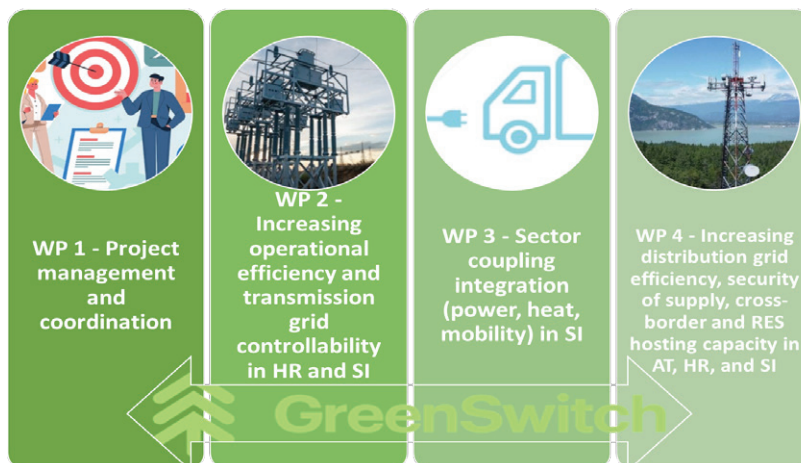 WP 1 - Project
management
and
coordination
WP 2 -
Increasing
operational
efficiency and
transmission
grid
controllability
in HR and SI
WP 3 - Sector
coupling
integration
(power, heat,
mobility) in SI
WP 4 - Increasing
distribution grid
efficiency, security
of supply, cross-
border and RES
hosting capacity in
AT, HR, and SI
GreenSwitch